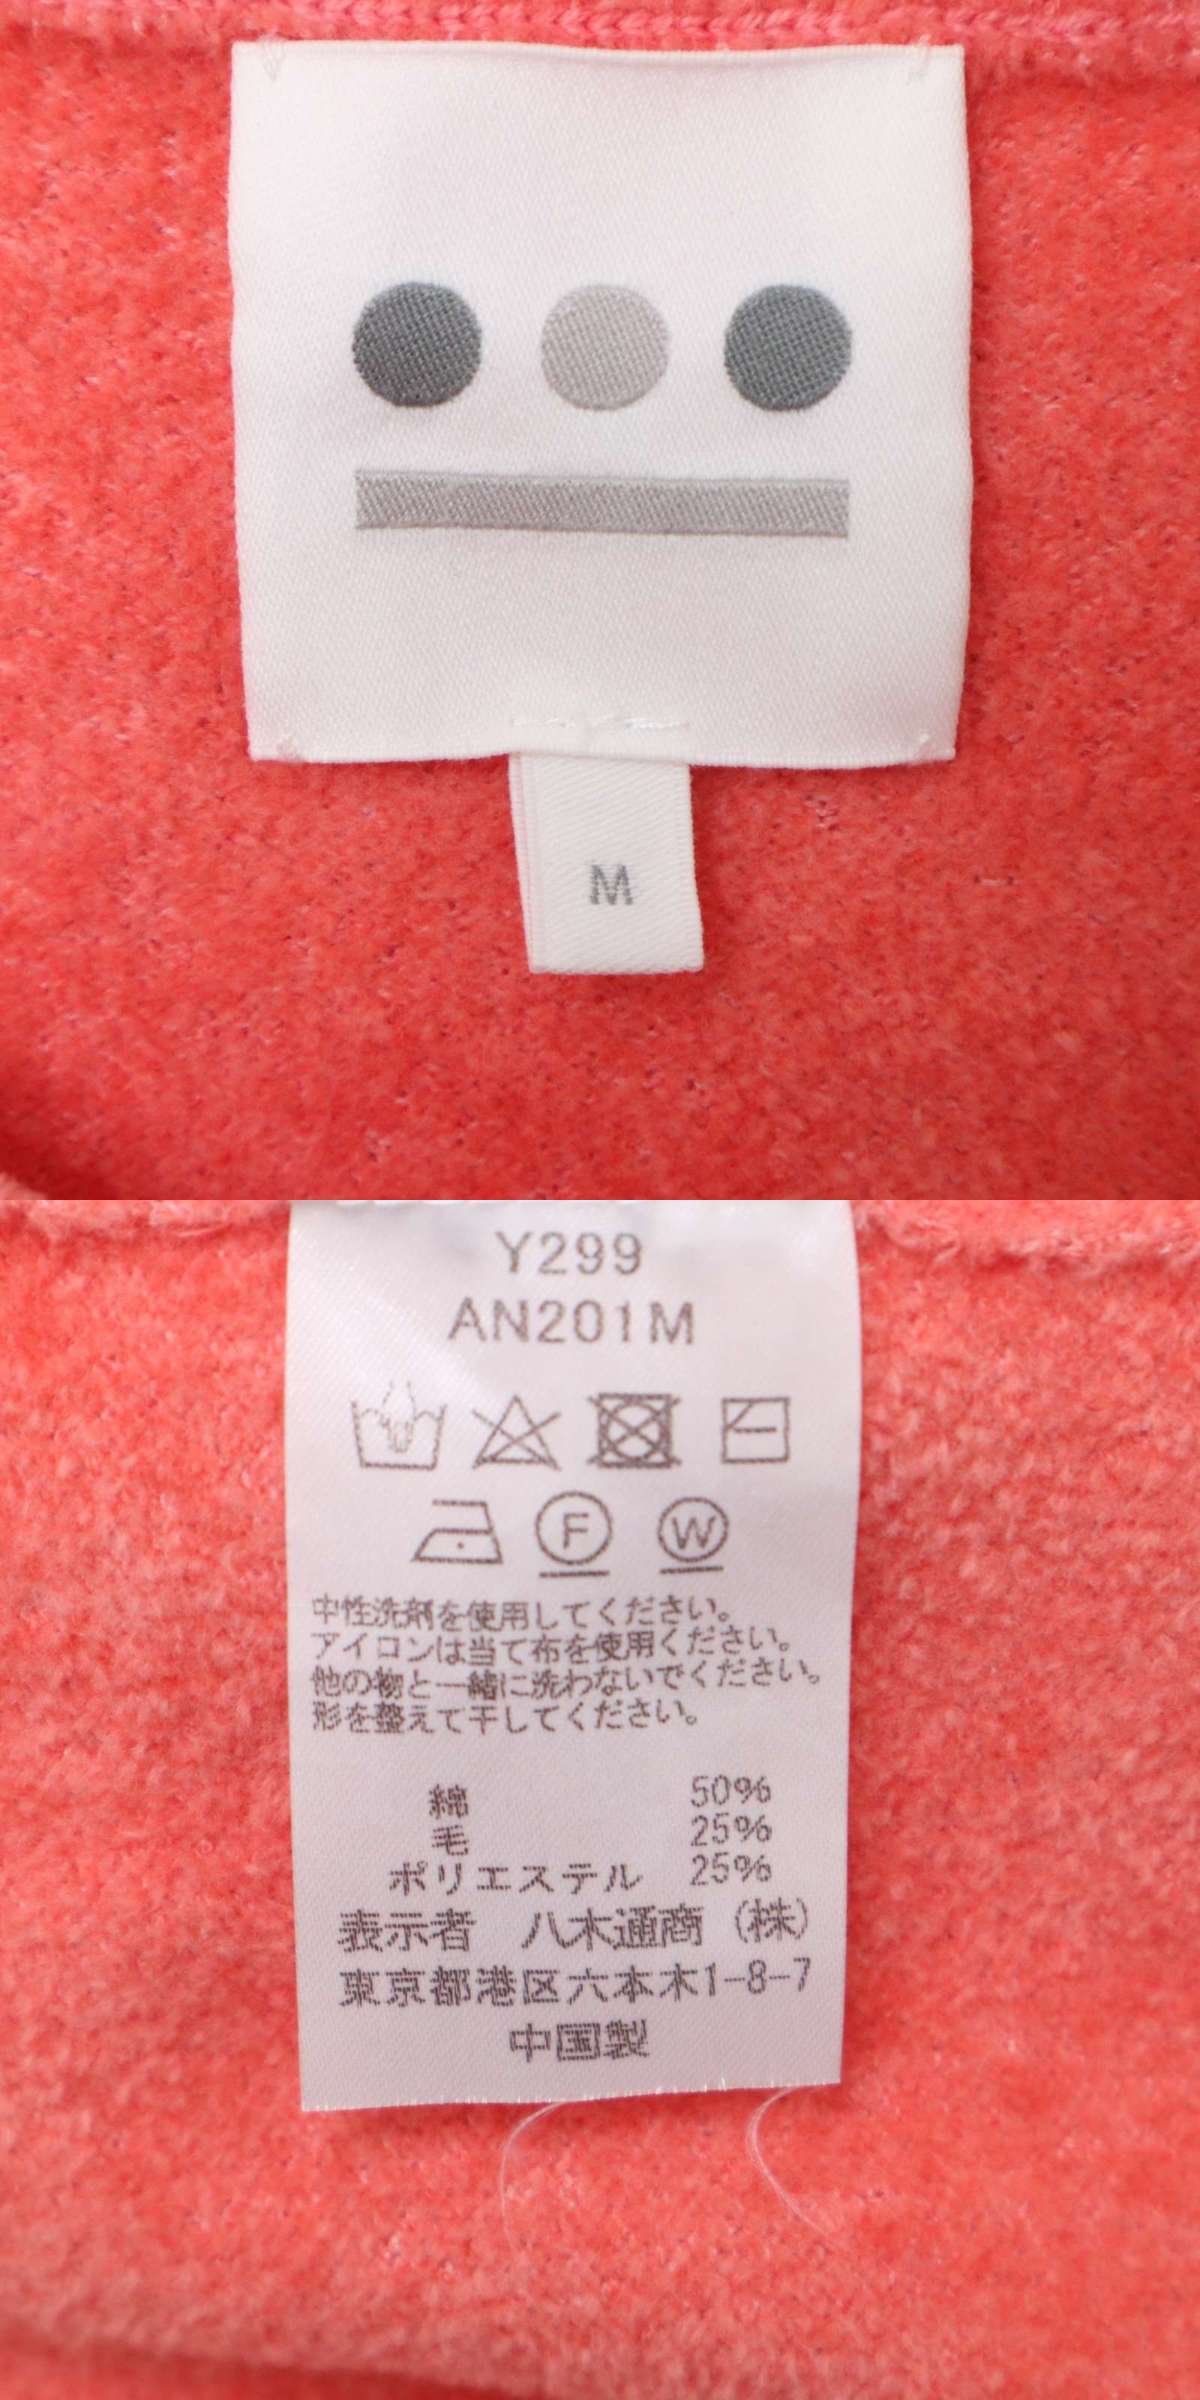 M
Y299
AN201M
F W
中性洗剤を使用してください。
アイロンは当て布を使用ください。
他の物と一緒に洗わないでください。
形を整えて干してください。
綿 50%
毛 25%
ポリエステル 25%
表示者 八木通商（株）
東京都港区六本木1-8-7
中国製